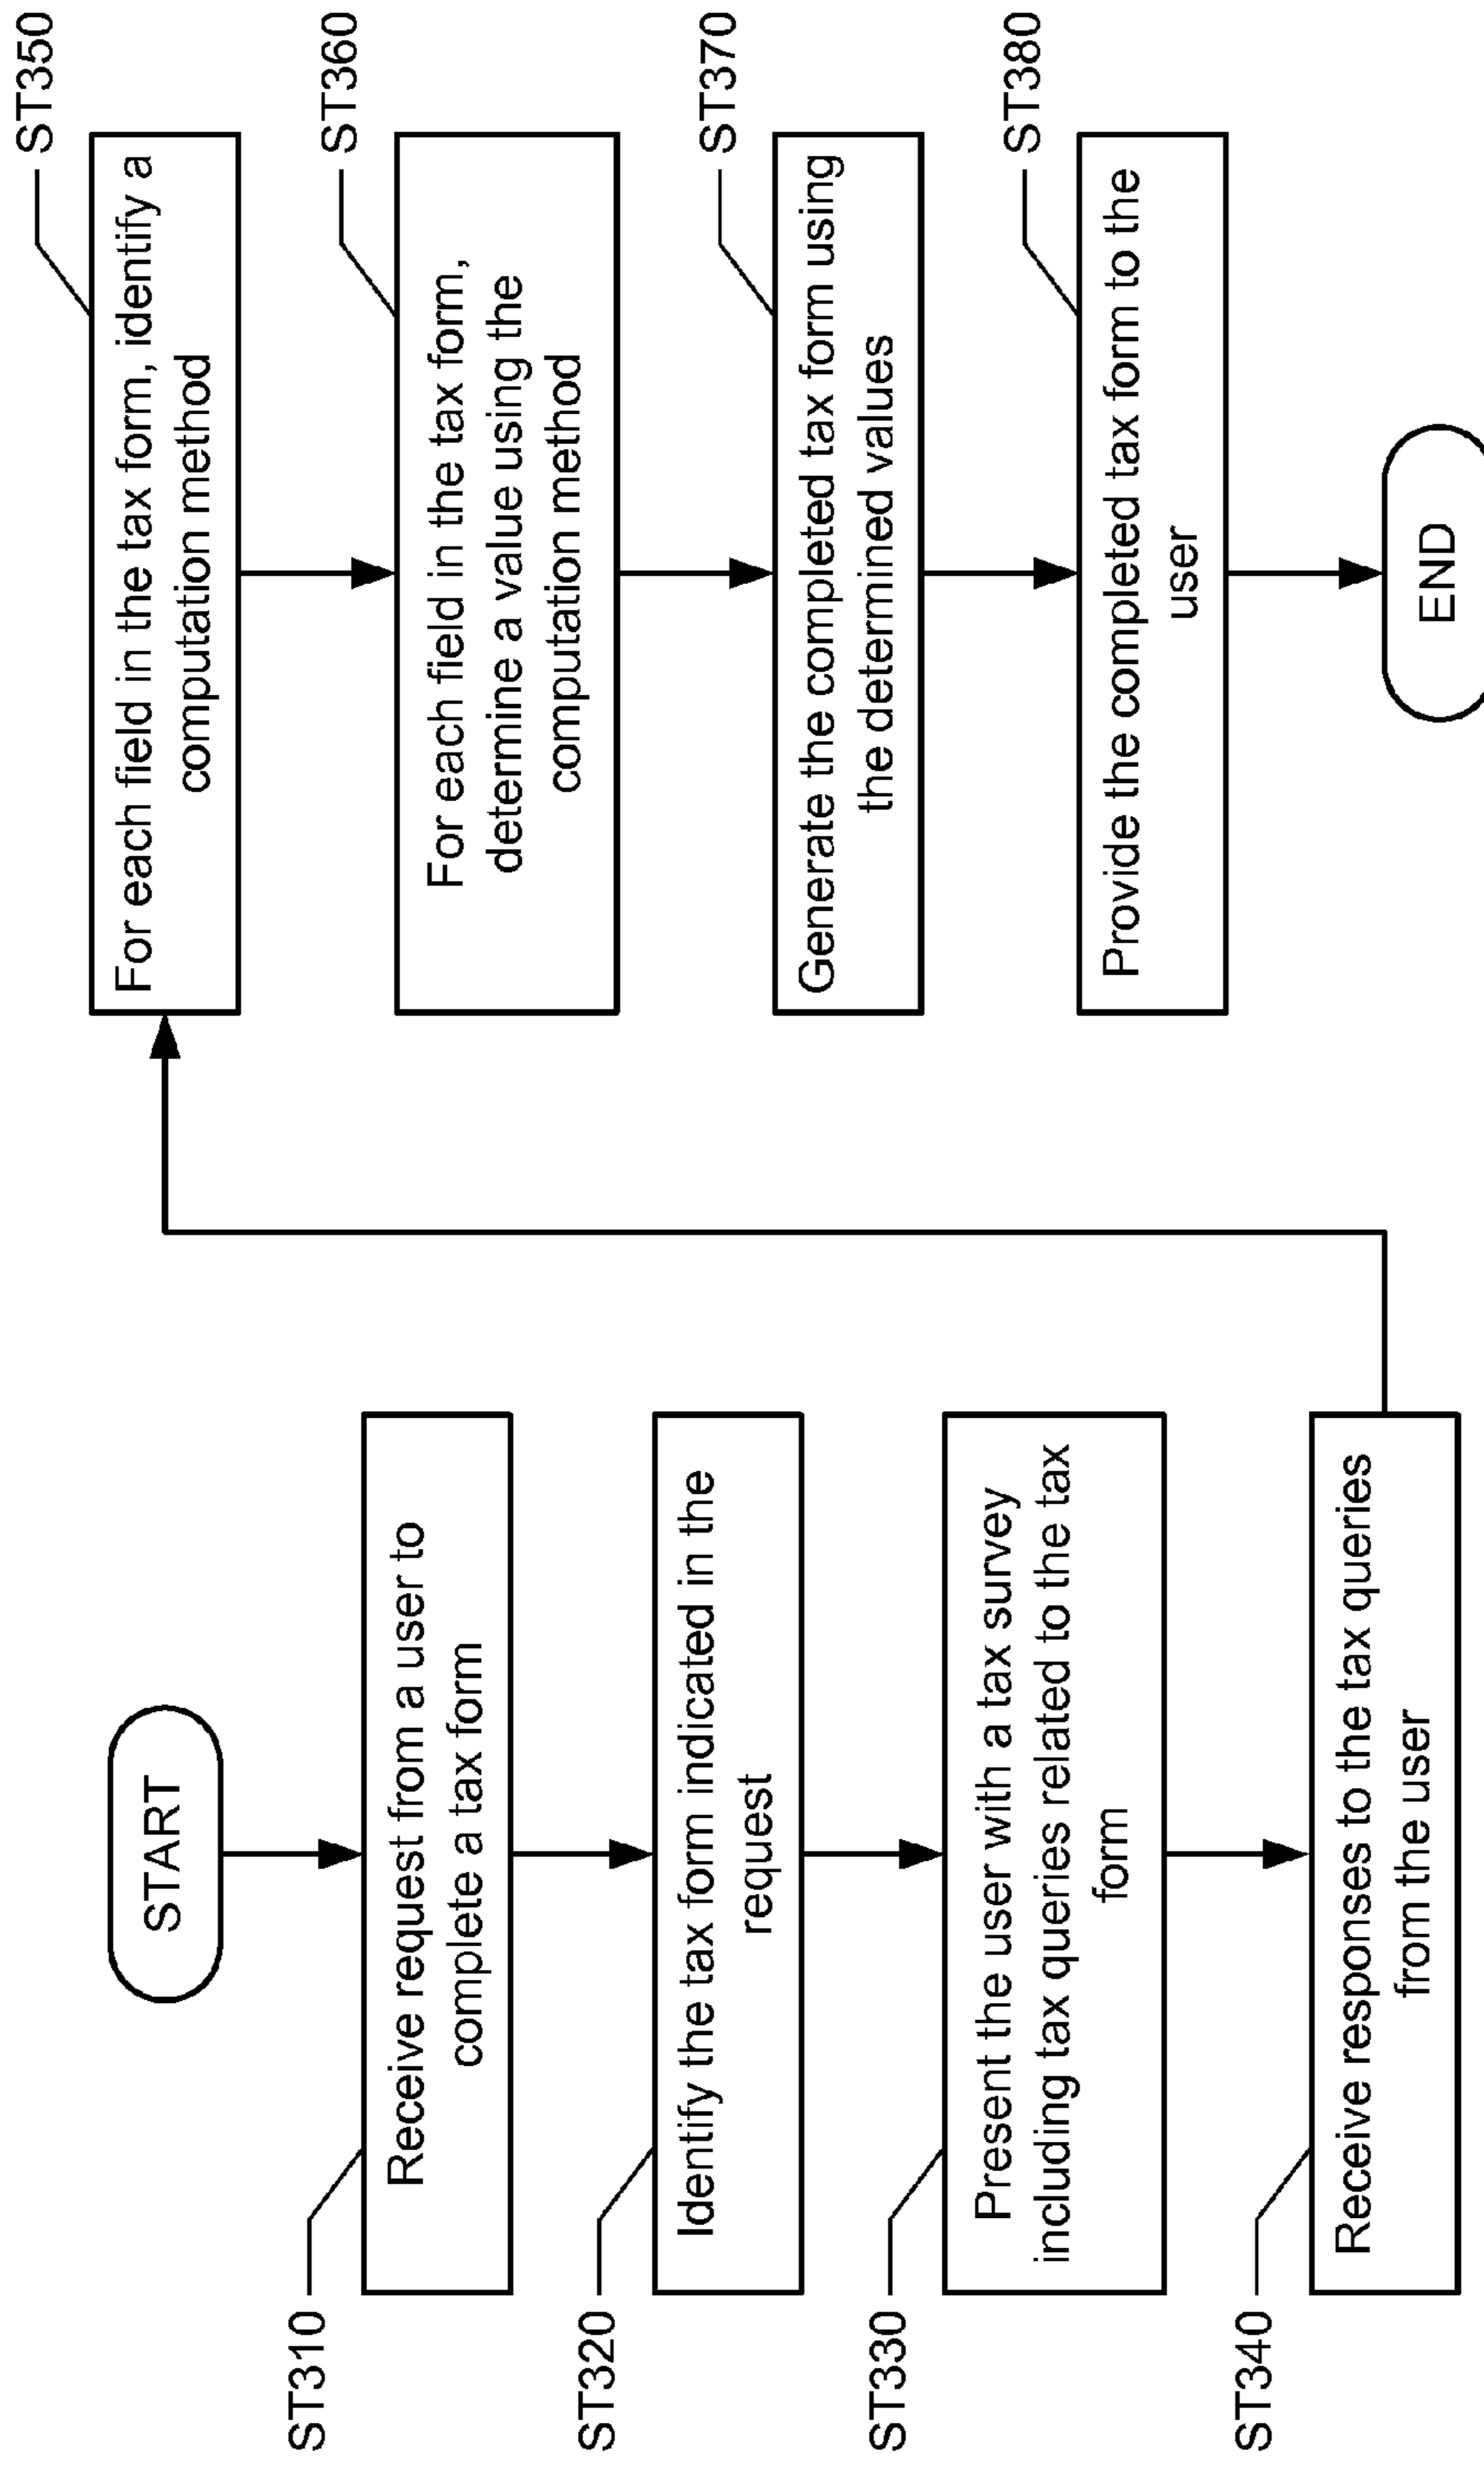 START
ST310
Receive request from a user to
complete a tax form
ST320
Identify the tax form indicated in the
request
ST330
Present the user with a tax survey
including tax queries related to the tax
form
ST340
Receive responses to the tax queries
from the user
ST350
For each field in the tax form, identify a
computation method
ST360
For each field in the tax form,
determine a value using the
computation method
ST370
Generate the completed tax form using
the determined values
ST380
Provide the completed tax form to the
user
END